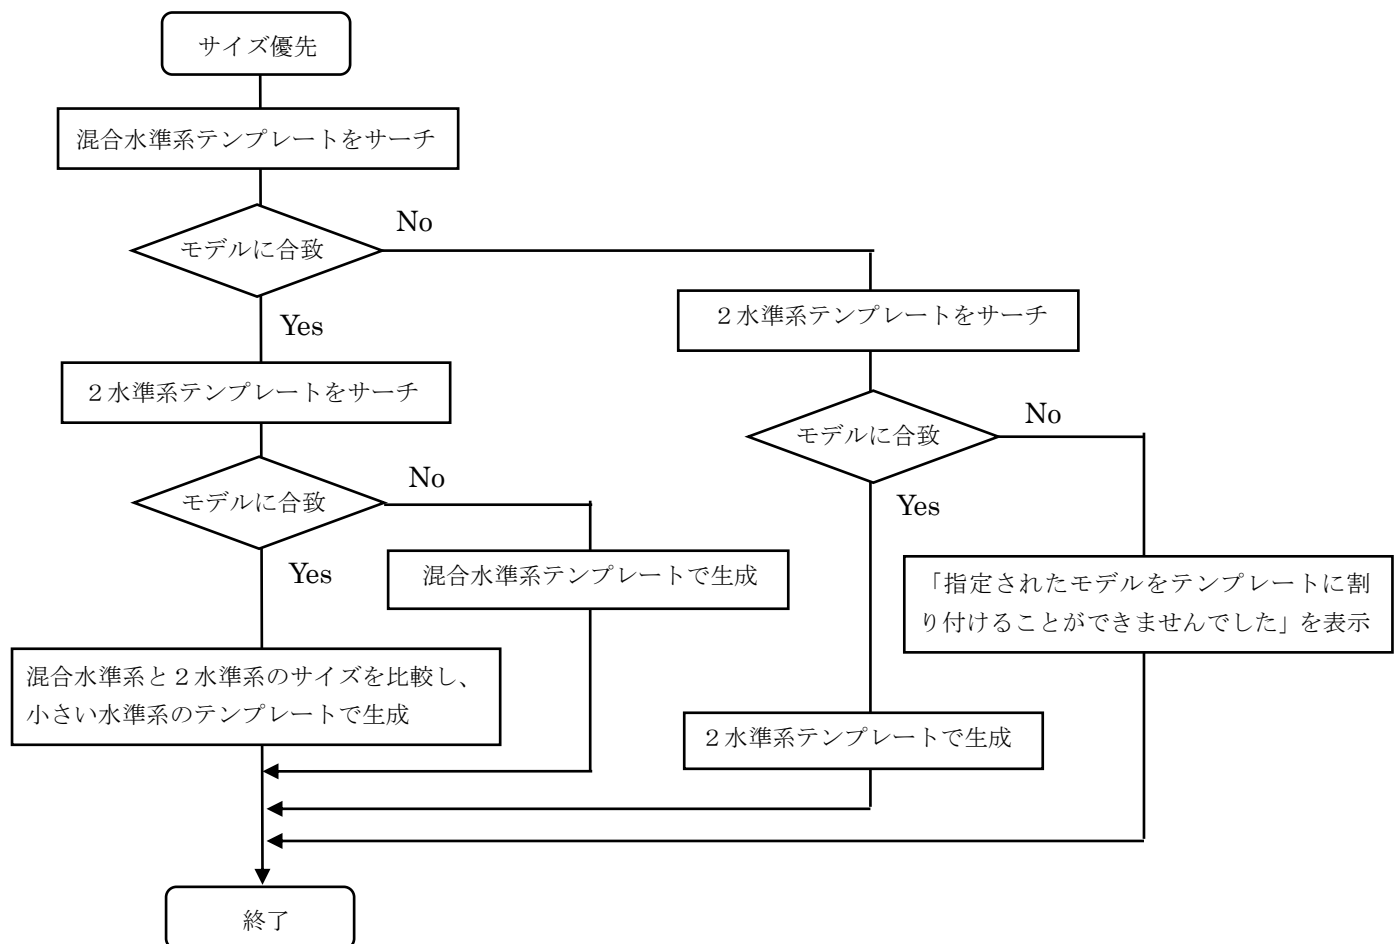 サイズ優先
混合水準系テンプレートをサーチ
モデルに合致
No
Yes
２水準系テンプレートをサーチ
２水準系テンプレートをサーチ
モデルに合致
No
Yes
モデルに合致
No
Yes
混合水準系テンプレートで生成
「指定されたモデルをテンプレートに割
り付けることができませんでした」を表示
混合水準系と２水準系のサイズを比較し、
小さい水準系のテンプレートで生成
２水準系テンプレートで生成
終了